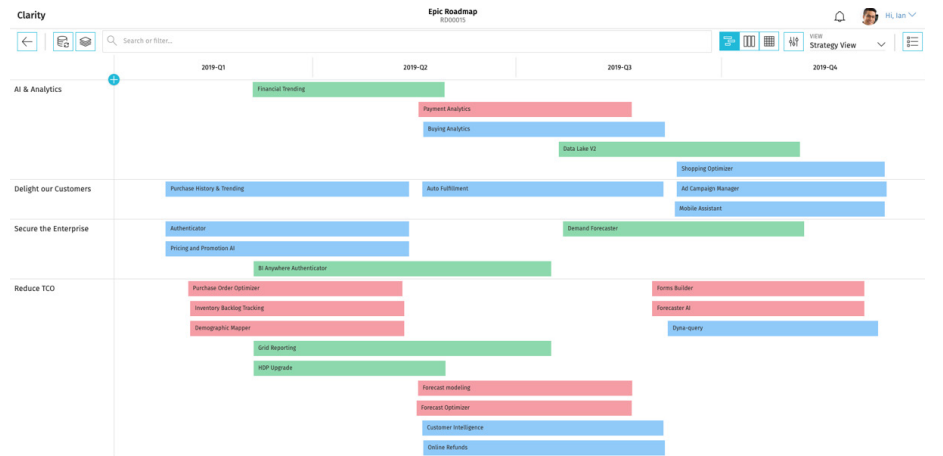 Clarity
Epic Roadmap
RD00015
Hi, Ian
Search or filter...
VIEW
Strategy View
2019-Q1 2019-Q2 2019-Q3 2019-Q4
AI & Analytics
Financial Trending
Payment Analytics
Buying Analytics
Data Lake V2
Shopping Optimizer
Delight our Customers
Purchase History & Trending
Auto Fulfillment
Ad Campaign Manager
Mobile Assistant
Secure the Enterprise
Authenticator
Demand Forecaster
Pricing and Promotion AI
BI Anywhere Authenticator
Reduce TCO
Purchase Order Optimizer
Forms Builder
Inventory Backlog Tracking
Forecaster AI
Demographic Mapper
Dyna-query
Grid Reporting
HDP Upgrade
Forecast modeling
Forecast Optimizer
Customer Intelligence
Online Refunds